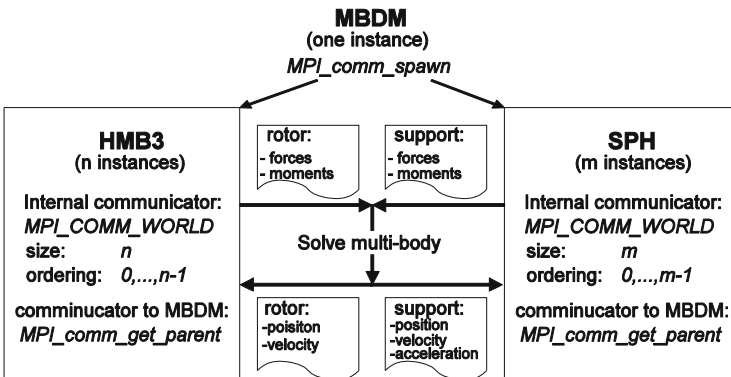 MBDM
(one instance)
MPI_comm_spawn
HMB3
(n instances)
Internal communicator:
MPI_COMM_WORLD
size: n
ordering: 0,...,n-1
comminucator to MBDM:
MPI_comm_get_parent
rotor:
- forces
- moments
support:
- forces
- moments
Solve multi-body
rotor:
-poisiton
-velocity
support:
-position
-velocity
-acceleration
SPH
(m instances)
Internal communicator:
MPI_COMM_WORLD
size: m
ordering: 0,...,m-1
comminucator to MBDM:
MPI_comm_get_parent